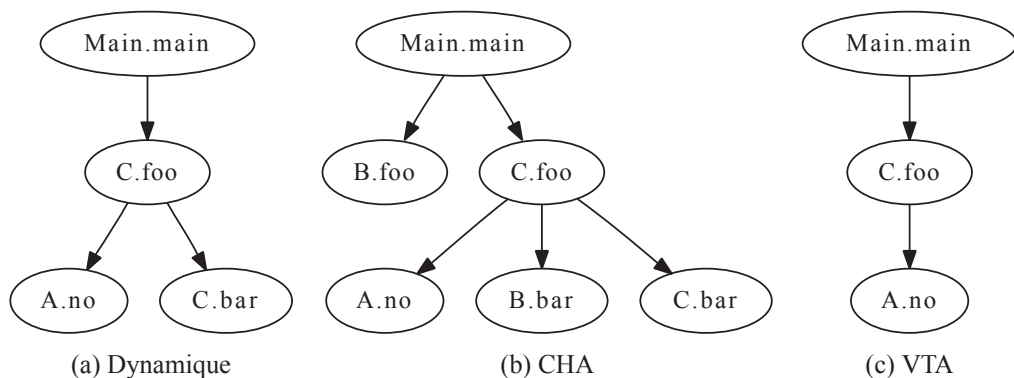 Main.main
C.foo
A.no
C.bar
(a) Dynamique
Main.main
B.foo
C.foo
A.no
B.bar
C.bar
(b) CHA
Main.main
C.foo
A.no
(c) VTA